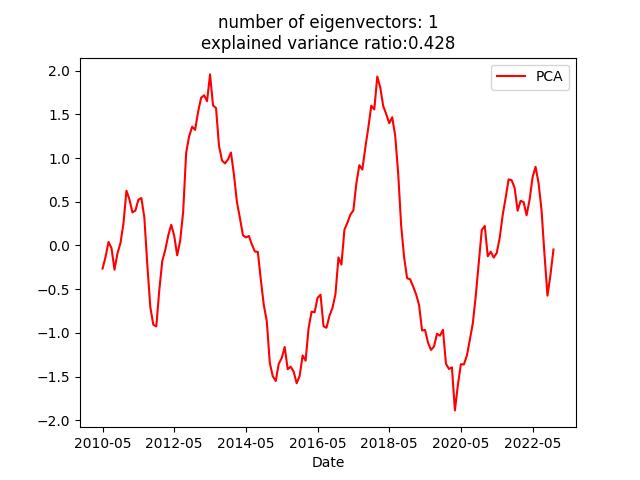 number of eigenvectors: 1
explained variance ratio:0.428
PCA
2.0
1.5
1.0
0.5
0.0
−0.5
−1.0
−1.5
−2.0
2010-05 2012-05 2014-05 2016-05 2018-05 2020-05 2022-05
Date